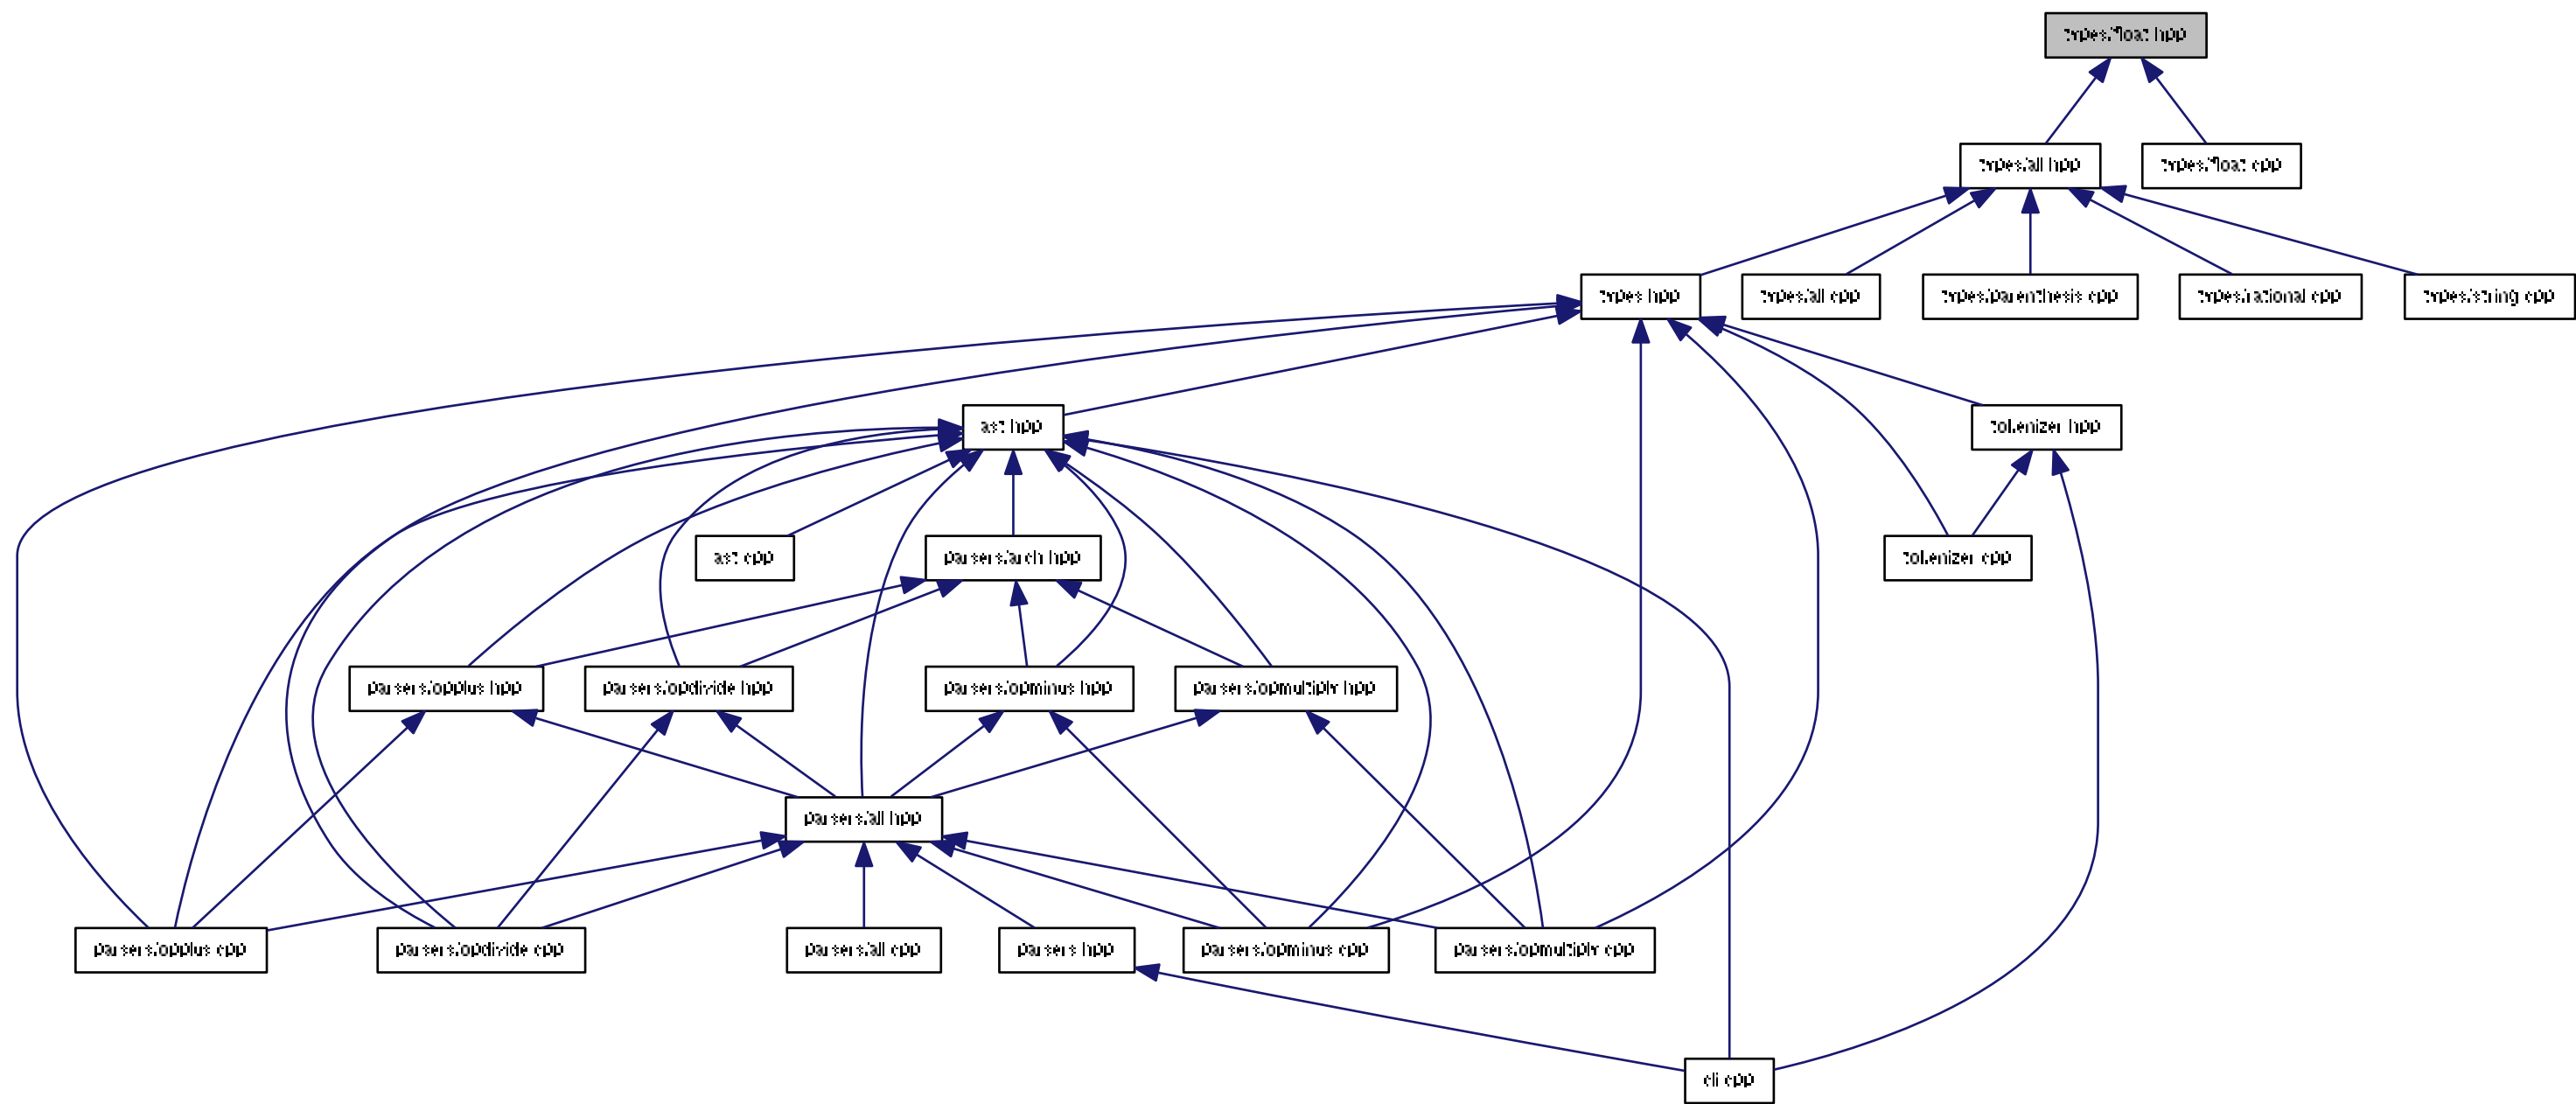 types/float.hpp
types/all.hpp
types/float.cpp
types.hpp
types/all.cpp
types/parenthesis.cpp
types/rational.cpp
types/string.cpp
ast.hpp
tokenizer.hpp
ast.cpp
parsers/arch.hpp
tokenizer.cpp
parsers/opplus.hpp
parsers/opdivide.hpp
parsers/opminus.hpp
parsers/opmultiply.hpp
parsers/all.hpp
parsers/opplus.cpp
parsers/opdivide.cpp
parsers/all.cpp
parsers.hpp
parsers/opminus.cpp
parsers/opmultiply.cpp
cli.cpp